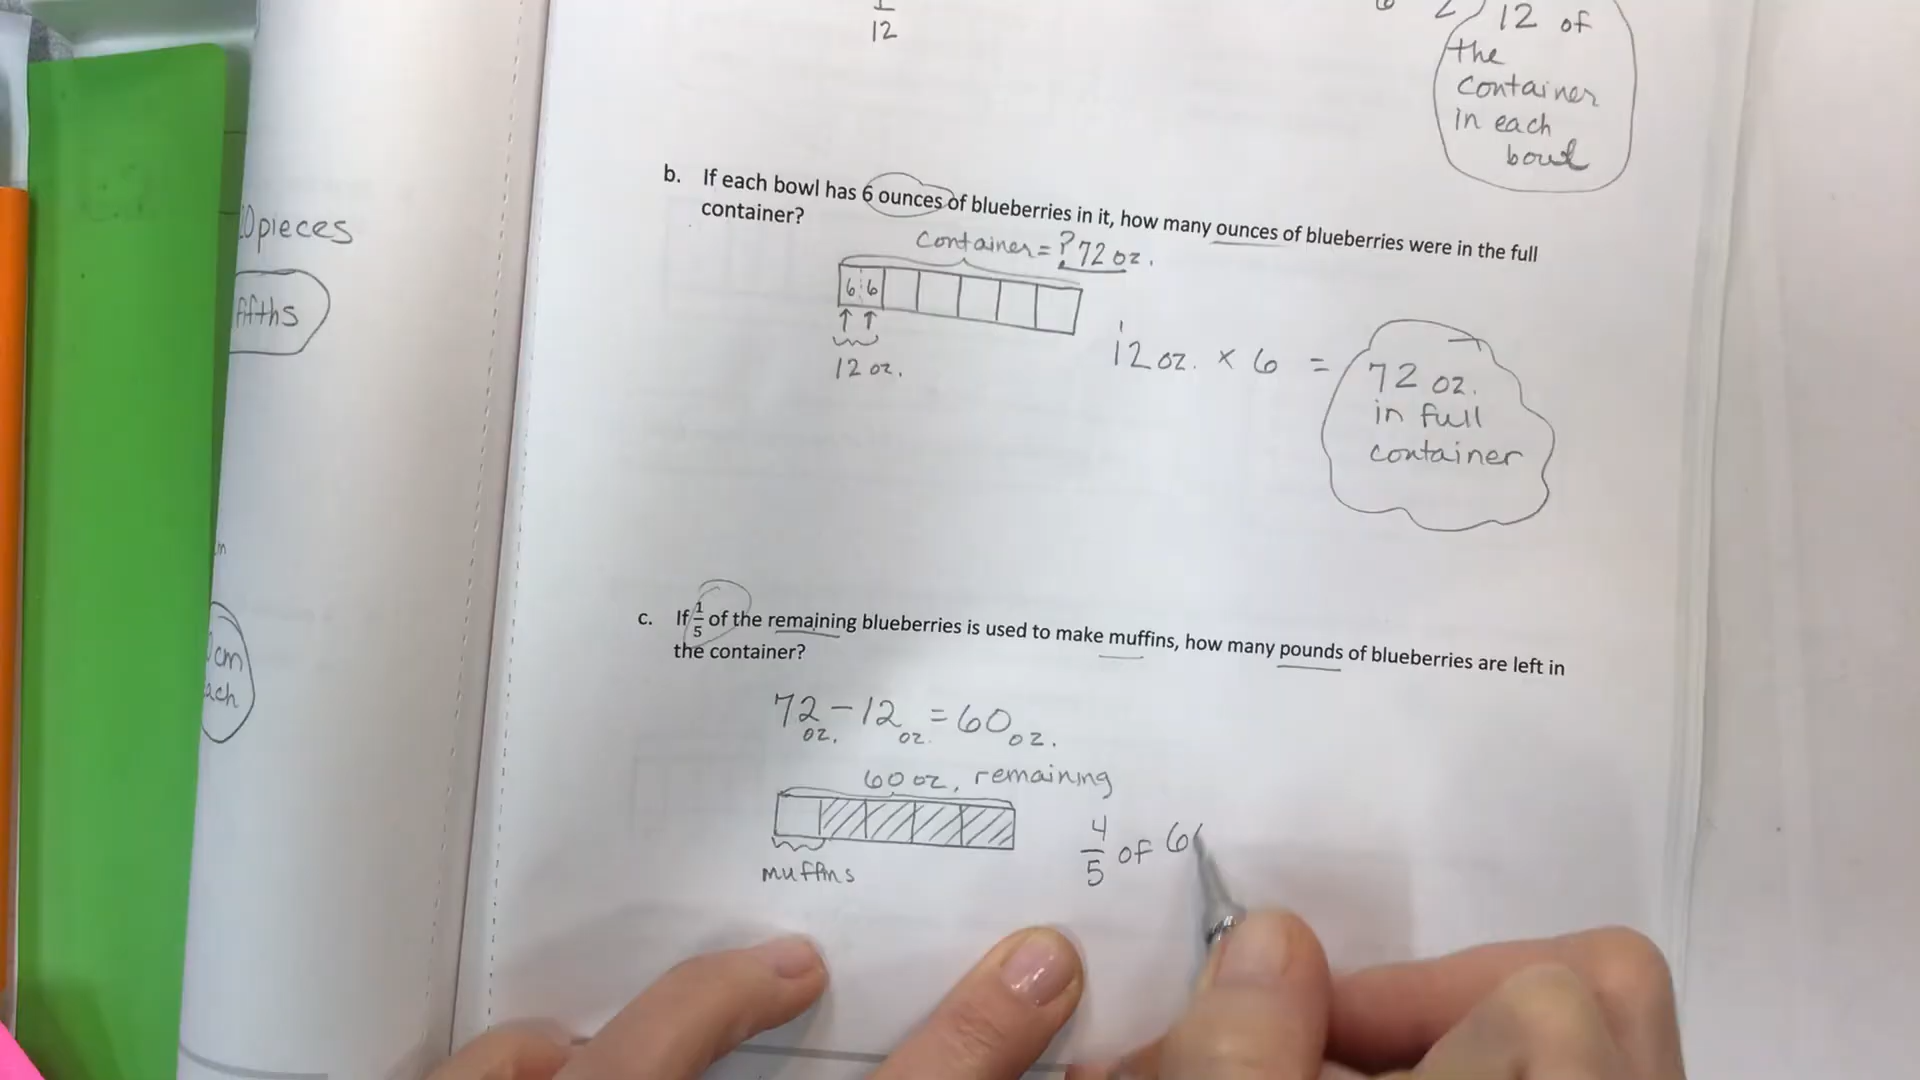 1
12
12 of
the
container
in each
bowl
pieces
fifths
b. If each bowl has 6 ounces of blueberries in it, how many ounces of blueberries were in the full
container?
container = ? 72 oz.
6 6
12 oz.
12 oz. × 6 = 72 oz.
in full
container
c. If 1/5 of the remaining blueberries is used to make muffins, how many pounds of blueberries are left in
the container?
72 oz. - 12 oz. = 60 oz.
60 oz. remaining
muffins
4/5 of 60
cm
ach